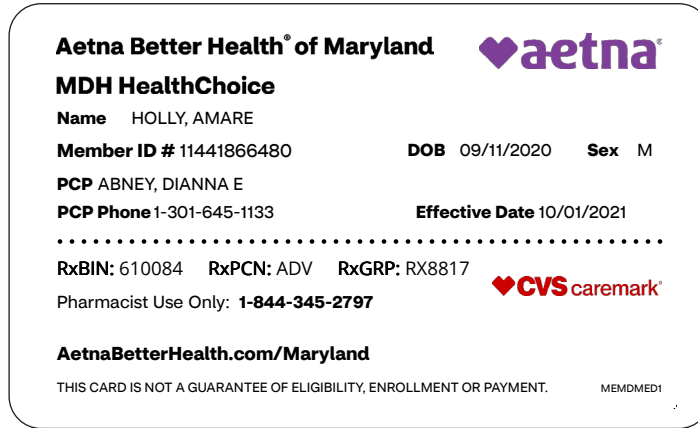 Aetna Better Health® of Maryland
aetna®
MDH HealthChoice
Name HOLLY, AMARE
Member ID # 11441866480 DOB 09/11/2020 Sex M
PCP ABNEY, DIANNA E
PCP Phone 1-301-645-1133 Effective Date 10/01/2021
RxBIN: 610084 RxPCN: ADV RxGRP: RX8817
CVS caremark®
Pharmacist Use Only: 1-844-345-2797
AetnaBetterHealth.com/Maryland
THIS CARD IS NOT A GUARANTEE OF ELIGIBILITY, ENROLLMENT OR PAYMENT. MEMDMED1